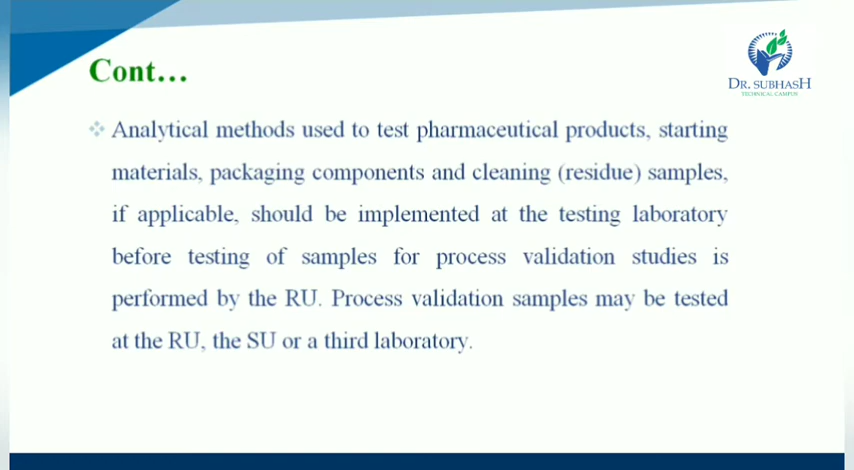 DR. SUBHASH
TECHNICAL CAMPUS
Cont...
Analytical methods used to test pharmaceutical products, starting
materials, packaging components and cleaning (residue) samples,
if applicable, should be implemented at the testing laboratory
before testing of samples for process validation studies is
performed by the RU. Process validation samples may be tested
at the RU, the SU or a third laboratory.